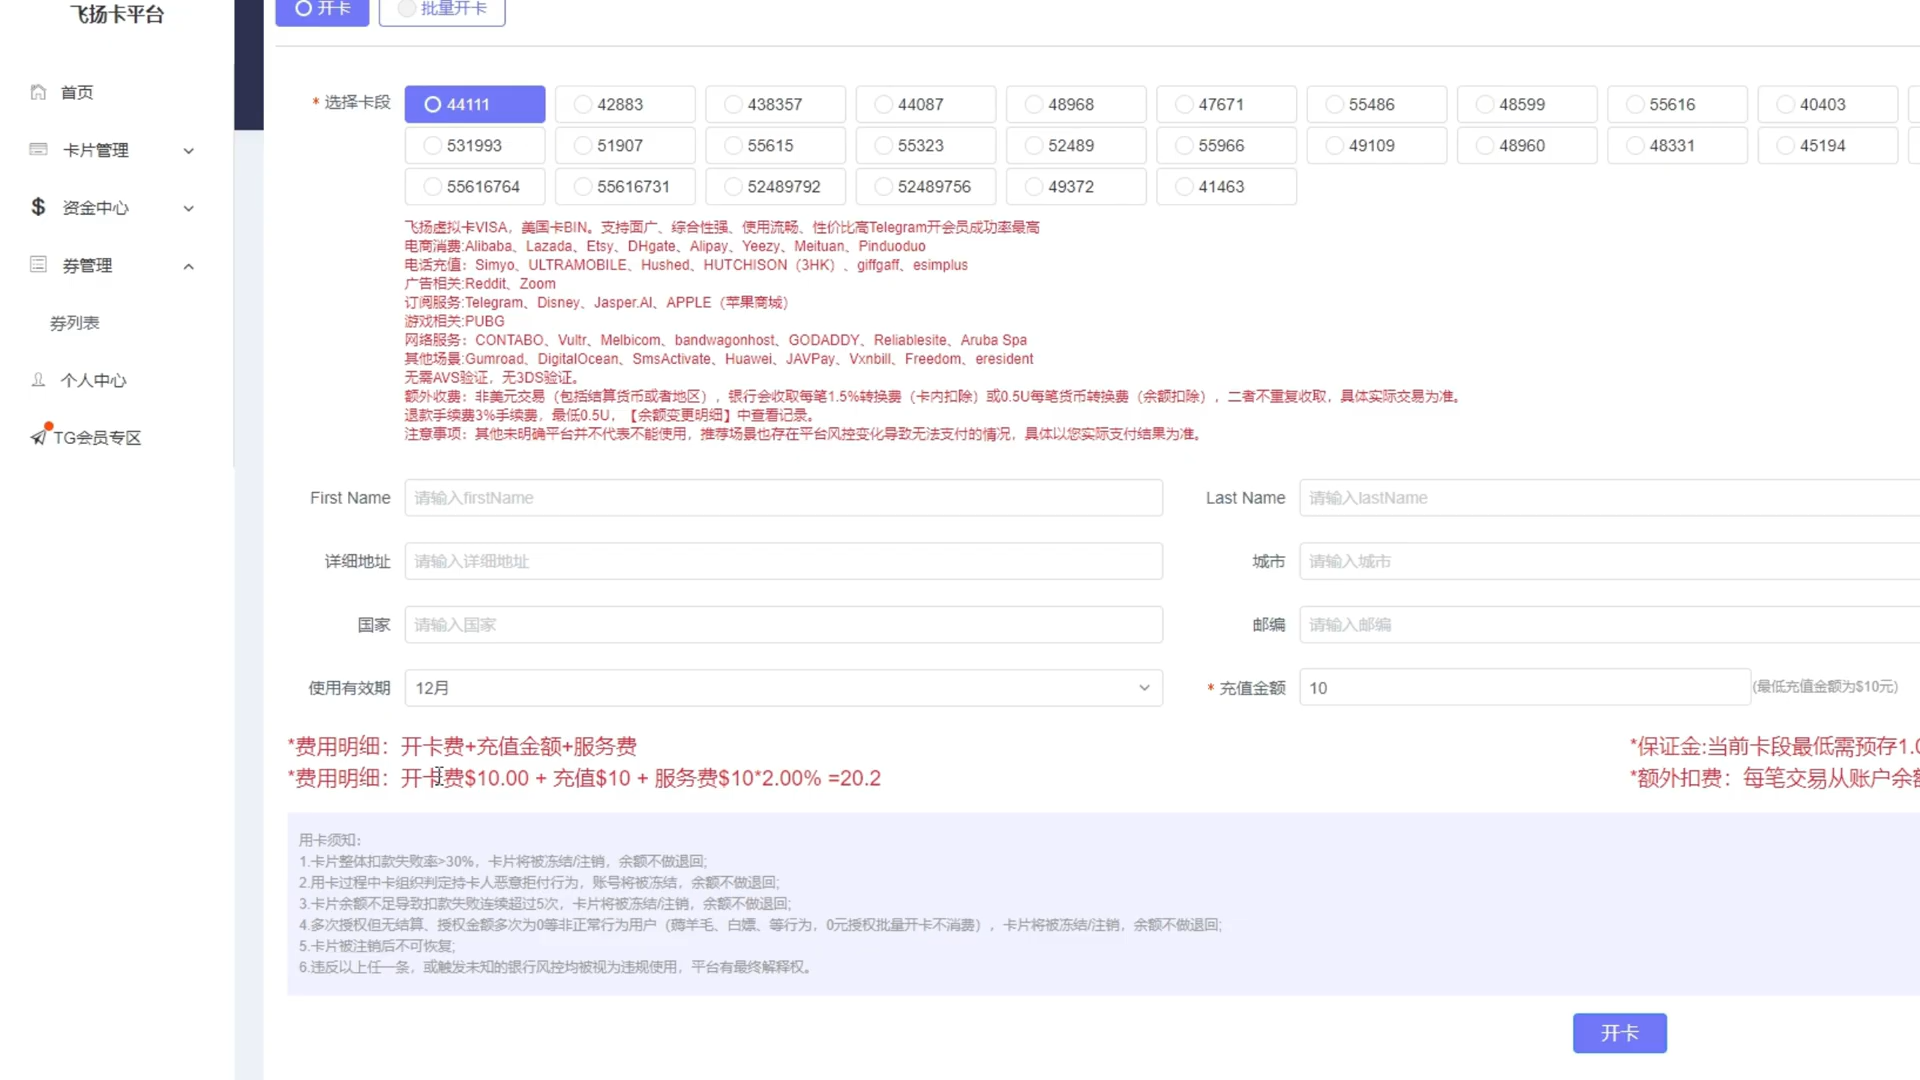 飞扬卡平台
开卡
批量开卡
首页
卡片管理
资金中心
券管理
券列表
个人中心
TG会员专区
* 选择卡段
44111 42883 438357 44087 48968 47671 55486 48599 55616 40403
531993 51907 55615 55323 52489 55966 49109 48960 48331 45194
55616764 55616731 52489792 52489756 49372 41463
飞扬虚拟卡VISA，美国卡BIN。支持面广、综合性强、使用流畅、性价比高Telegram开会员成功率最高
电商消费:Alibaba、Lazada、Etsy、DHgate、Alipay、Yeezy、Meituan、Pinduoduo
电话充值：Simyo、ULTRAMOBILE、Hushed、HUTCHISON（3HK）、giffgaff、esimplus
广告相关:Reddit、Zoom
订阅服务:Telegram、Disney、Jasper.AI、APPLE（苹果商城）
游戏相关:PUBG
网络服务：CONTABO、Vultr、Melbicom、bandwagonhost、GODADDY、Reliablesite、Aruba Spa
其他场景:Gumroad、DigitalOcean、SmsActivate、Huawei、JAVPay、Vxnbill、Freedom、eresident
无需AVS验证，无3DS验证。
额外收费：非美元交易（包括结算货币或者地区），银行会收取每笔1.5%转换费（卡内扣除）或0.5U每笔货币转换费（余额扣除），二者不重复收取，具体实际交易为准。
退款手续费3%手续费，最低0.5U，【余额变更明细】中查看记录。
注意事项：其他未明确平台并不代表不能使用，推荐场景也存在平台风控变化导致无法支付的情况，具体以您实际支付结果为准。
First Name 请输入firstName
Last Name 请输入lastName
详细地址 请输入详细地址
城市 请输入城市
国家 请输入国家
邮编 请输入邮编
使用有效期 12月
* 充值金额 10 (最低充值金额为$10元)
*费用明细：开卡费+充值金额+服务费
*保证金:当前卡段最低需预存1.0
*费用明细：开卡费$10.00 + 充值$10 + 服务费$10*2.00% =20.2
*额外扣费：每笔交易从账户余额
用卡须知：
1.卡片整体扣款失败率>30%，卡片将被冻结/注销，余额不做退回;
2.用卡过程中卡组织判定持卡人恶意拒付行为，账号将被冻结，余额不做退回;
3.卡片余额不足导致扣款失败连续超过5次，卡片将被冻结/注销，余额不做退回;
4.多次授权但无结算、授权金额多次为0等非正常行为用户（薅羊毛、白嫖、等行为，0元授权批量开卡不消费），卡片将被冻结/注销，余额不做退回;
5.卡片被注销后不可恢复;
6.违反以上任一条，或触发未知的银行风控均被视为违规使用，平台有最终解释权。
开卡